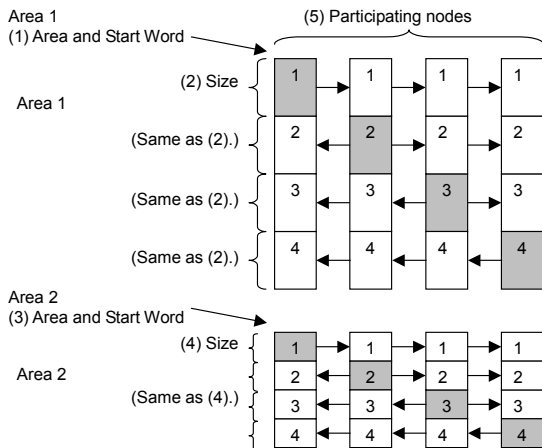 Area 1
(1) Area and Start Word
(5) Participating nodes
(2) Size
1 1 1 1
Area 1
(Same as (2).)
2 2 2 2
(Same as (2).)
3 3 3 3
(Same as (2).)
4 4 4 4
Area 2
(3) Area and Start Word
(4) Size
1 1 1 1
Area 2
2 2 2 2
(Same as (4).)
3 3 3 3
4 4 4 4